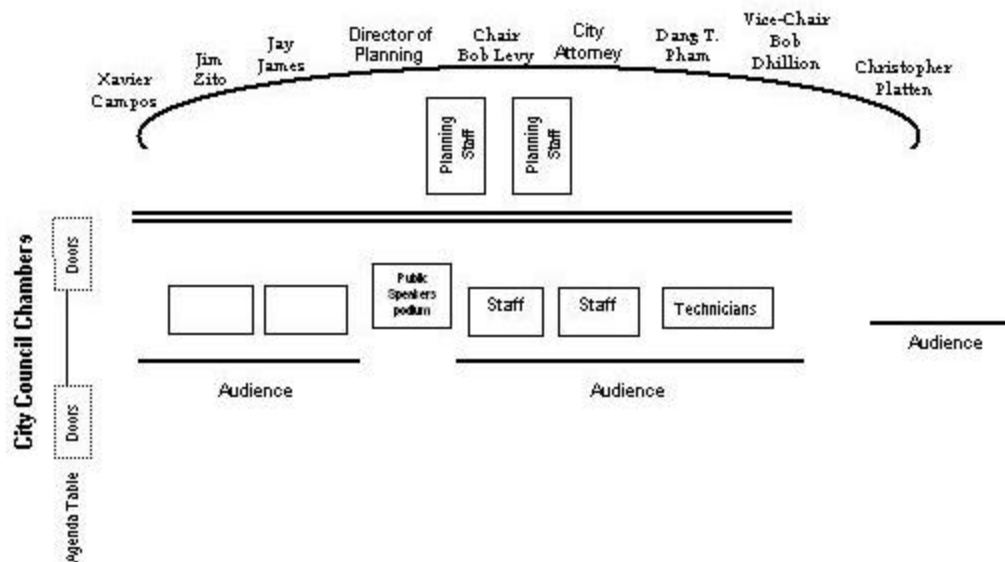 Xavier
Campos
Jim
Zito
Jay
James
Director of
Planning
Chair
Bob Levy
City
Attorney
Dang T.
Pham
Vice-Chair
Bob
Dhillion
Christopher
Platten
Planning
Staff
Planning
Staff
City Council Chambers
Doors
Doors
Agenda Table
Public
Speakers
podium
Staff
Staff
Technicians
Audience
Audience
Audience